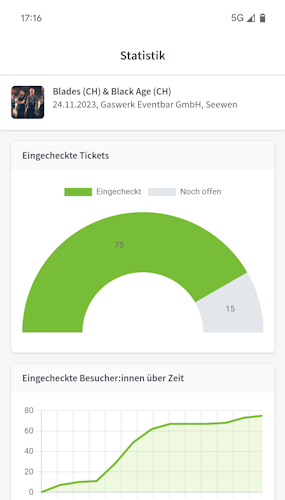 17:16
5G
Statistik
Blades (CH) & Black Age (CH)
24.11.2023, Gaswerk Eventbar GmbH, Seewen
Eingecheckte Tickets
Eingecheckt
Noch offen
75
15
Eingecheckte Besucher:innen über Zeit
80
60
40
20
0